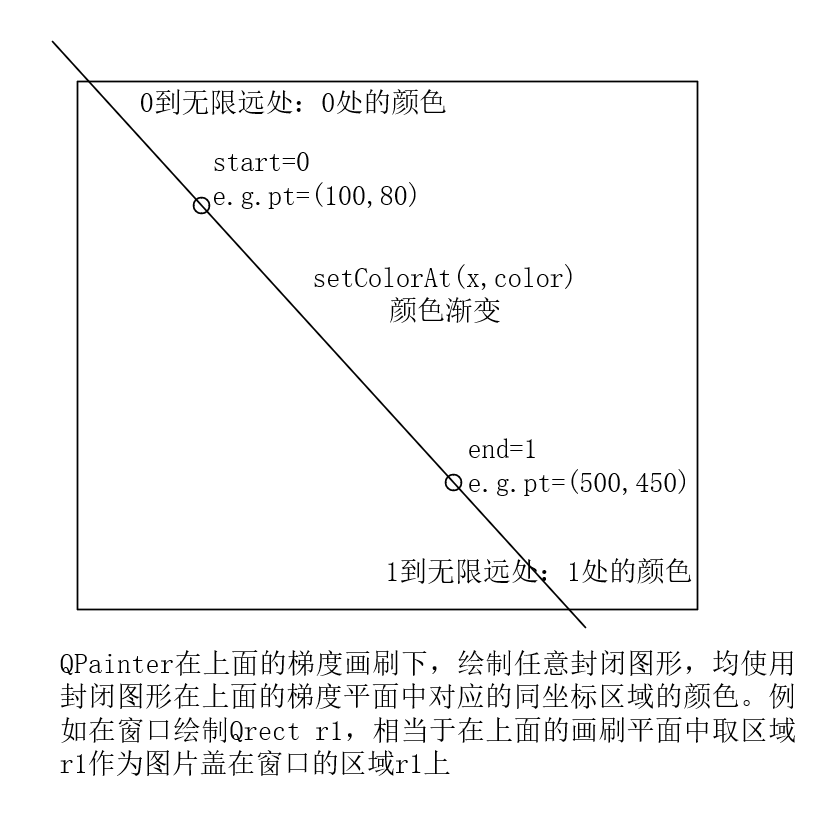 0到无限远处：0处的颜色
start=0
e.g.pt=(100,80)
setColorAt(x,color)
颜色渐变
end=1
e.g.pt=(500,450)
1到无限远处：1处的颜色
QPainter在上面的梯度画刷下，绘制任意封闭图形，均使用
封闭图形在上面的梯度平面中对应的同坐标区域的颜色。例
如在窗口绘制Qrect r1，相当于在上面的画刷平面中取区域
r1作为图片盖在窗口的区域r1上